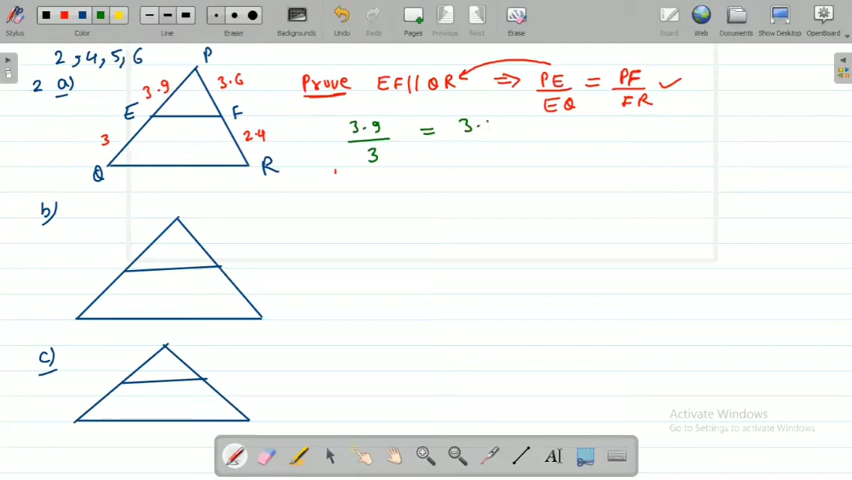 Stylus
Color
Line
Eraser
Backgrounds
Undo
Redo
Pages
Previous
Next
Erase
Board
Web
Documents
Show Desktop
OpenBoard
2, 4, 5, 6
2 a)
P
3.9
3.6
E
F
3
2.4
Q
R
Prove EF || QR ⇒ PE/EQ = PF/FR ✓
3.9/3 = 3.
b)
c)
Activate Windows
Go to Settings to activate Windows.